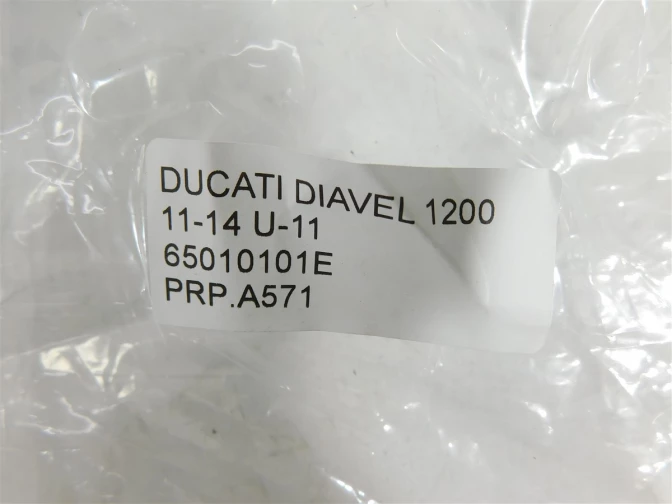 DUCATI DIAVEL 1200
11-14 U-11
65010101E
PRP.A571